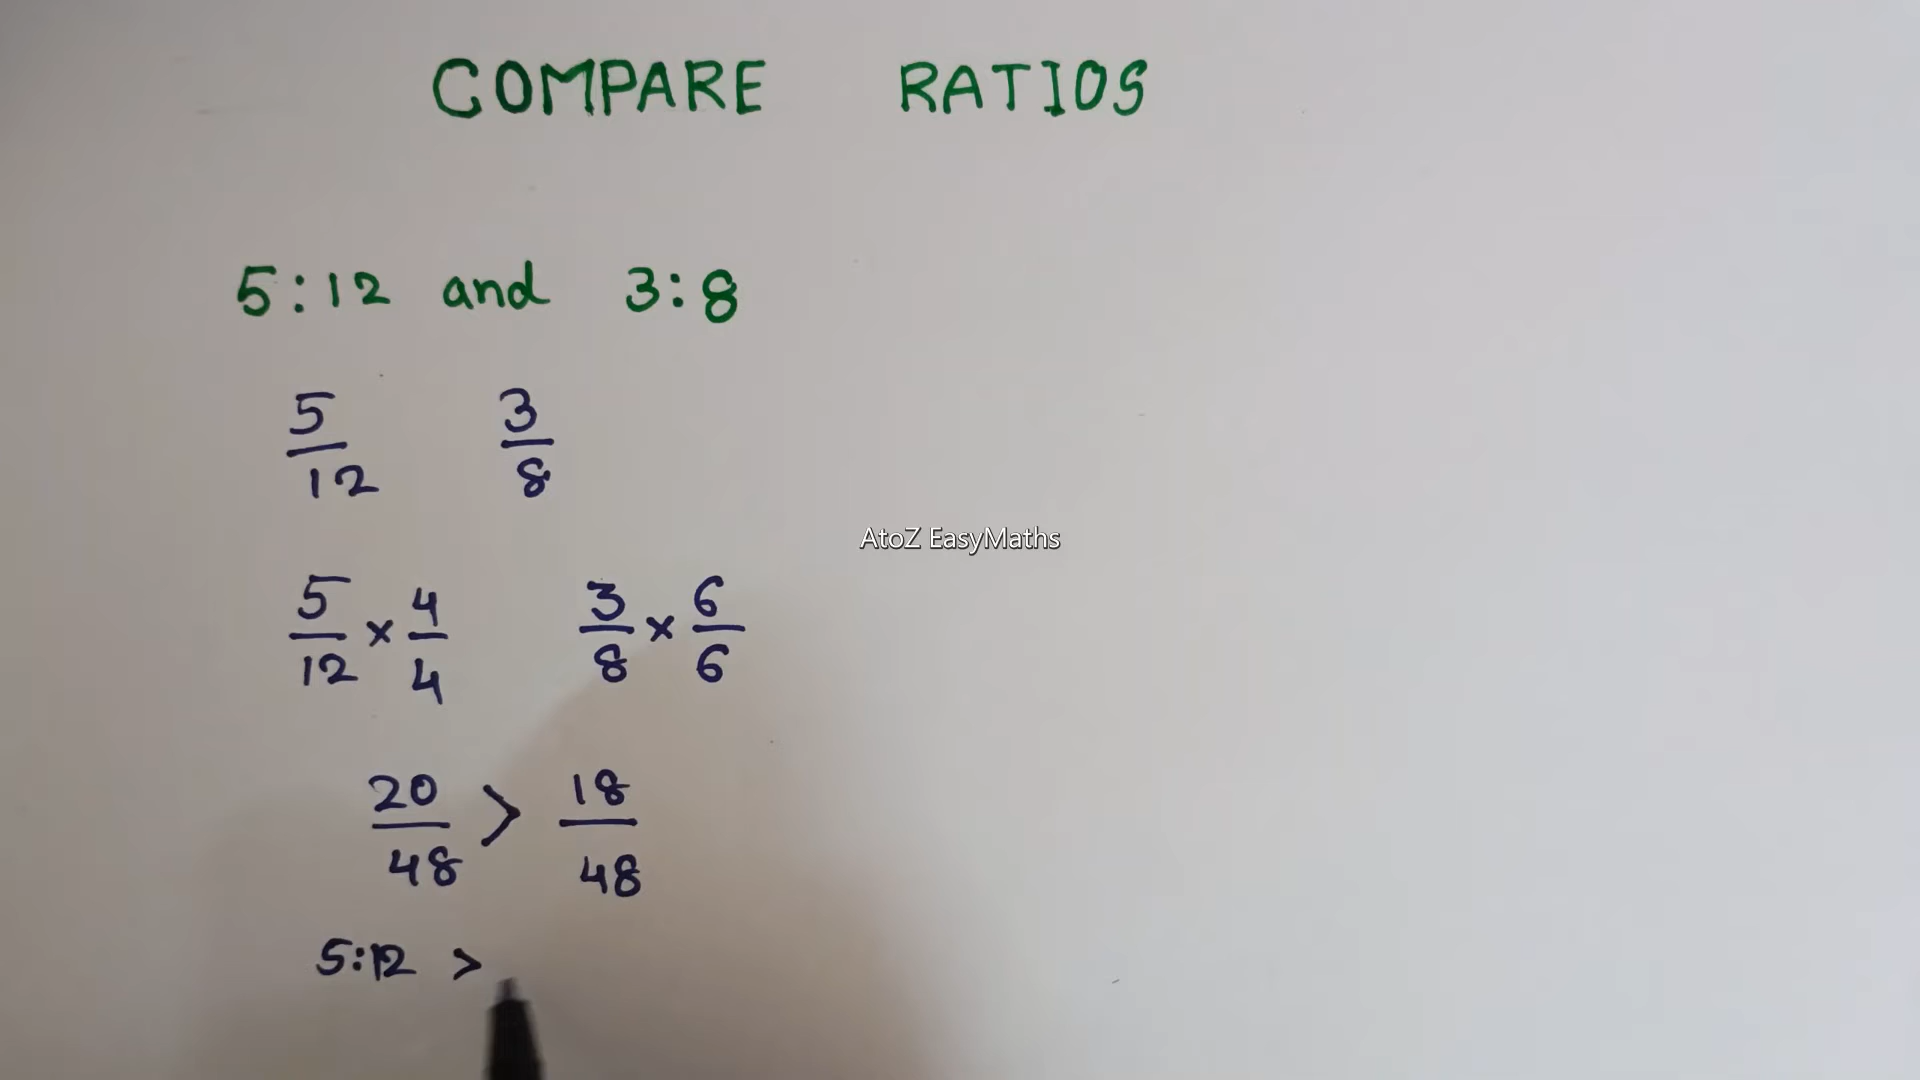 COMPARE RATIOS
5:12 and 3:8
5/12 3/8
5/12 × 4/4 3/8 × 6/6
AtoZ EasyMaths
20/48 > 18/48
5:12 >